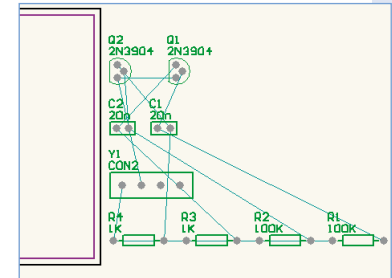 Q2 Q1
2N3904 2N3904
C2 C1
20n 20n
Y1
CON2
R4 R3 R2 R1
1K 1K 100K 100K